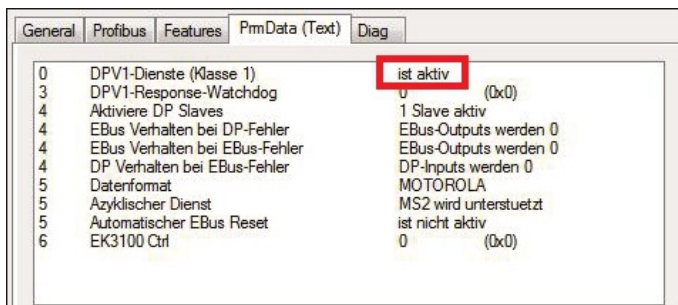 General Profibus Features PrmData (Text) Diag
0 DPV1-Dienste (Klasse 1) ist aktiv
3 DPV1-Response-Watchdog 0 (0x0)
4 Aktiviere DP Slaves 1 Slave aktiv
4 EBus Verhalten bei DP-Fehler EBus-Outputs werden 0
4 EBus Verhalten bei EBus-Fehler EBus-Outputs werden 0
4 DP Verhalten bei EBus-Fehler DP-Inputs werden 0
5 Datenformat MOTOROLA
5 Azyklischer Dienst MS2 wird unterstuetzt
5 Automatischer EBus Reset ist nicht aktiv
6 EK3100 Ctrl 0 (0x0)